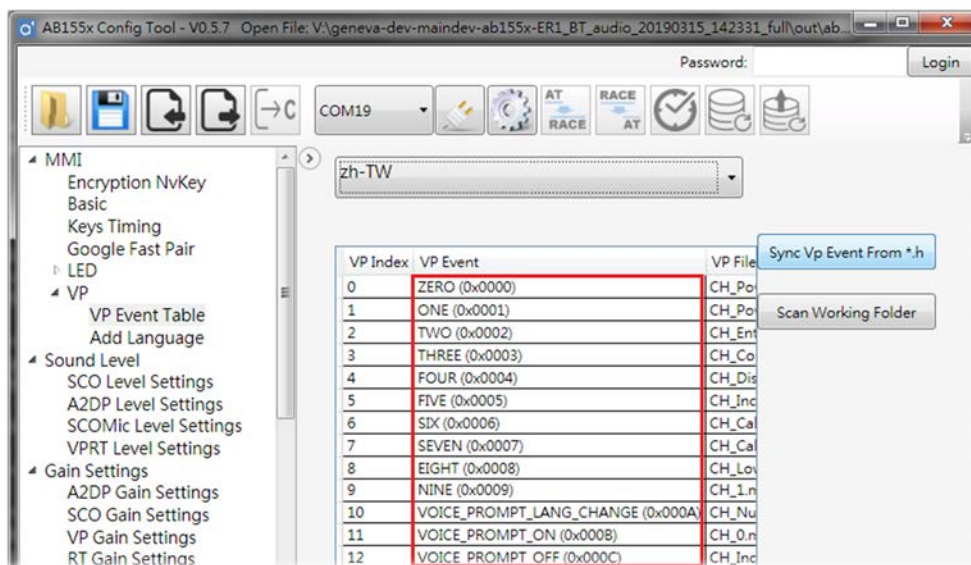 AB155x Config Tool - V0.5.7 Open File: V:\geneva-dev-maindev-ab155x-ER1_BT_audio_20190315_142331_full\out\ab...
Password:
Login
C
COM19
AT
RACE
RACE
AT
MMI
Encryption NvKey
Basic
Keys Timing
Google Fast Pair
LED
VP
VP Event Table
Add Language
Sound Level
SCO Level Settings
A2DP Level Settings
SCOMic Level Settings
VPRT Level Settings
Gain Settings
A2DP Gain Settings
SCO Gain Settings
VP Gain Settings
RT Gain Settings
zh-TW
VP Index VP Event VP File
0 ZERO (0x0000) CH_Po
1 ONE (0x0001) CH_Po
2 TWO (0x0002) CH_Ent
3 THREE (0x0003) CH_Co
4 FOUR (0x0004) CH_Dis
5 FIVE (0x0005) CH_Inc
6 SIX (0x0006) CH_Cal
7 SEVEN (0x0007) CH_Cal
8 EIGHT (0x0008) CH_Lo
9 NINE (0x0009) CH_1.n
10 VOICE_PROMPT_LANG_CHANGE (0x000A) CH_Nu
11 VOICE_PROMPT_ON (0x000B) CH_0.n
12 VOICE_PROMPT_OFF (0x000C) CH_Inc
Sync Vp Event From *.h
Scan Working Folder